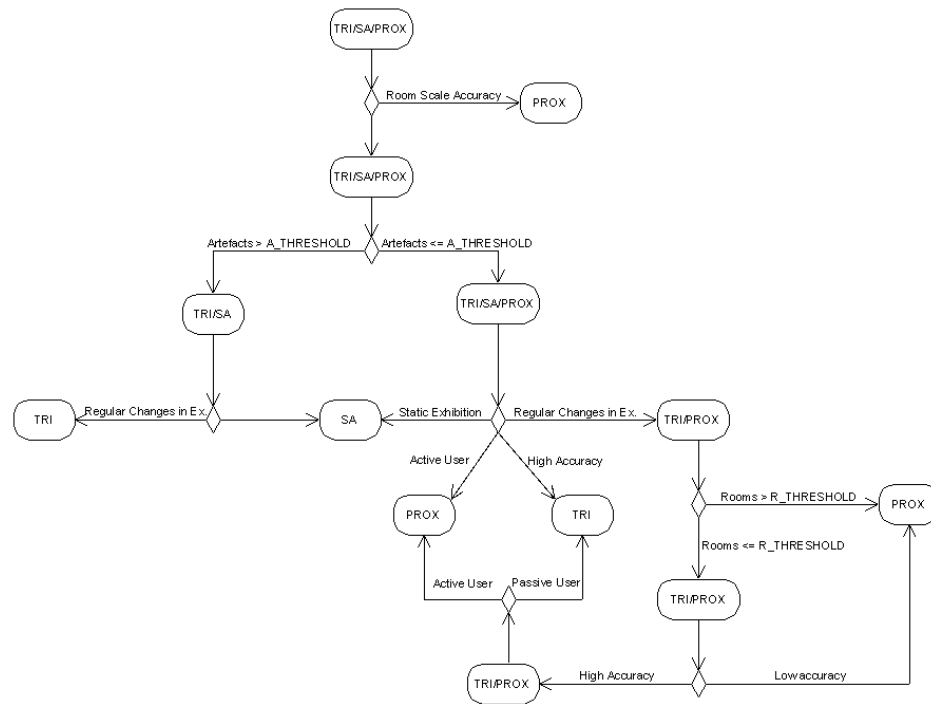 TRI/SA/PROX
Room Scale Accuracy
PROX
TRI/SA/PROX
Artefacts > A_THRESHOLD
Artefacts <= A_THRESHOLD
TRI/SA
TRI/SA/PROX
TRI
Regular Changes in Ex.
SA
Static Exhibition
Regular Changes in Ex.
TRI/PROX
Active User
High Accuracy
PROX
TRI
Rooms > R_THRESHOLD
PROX
Rooms <= R_THRESHOLD
Active User
Passive User
TRI/PROX
TRI/PROX
High Accuracy
Low accuracy